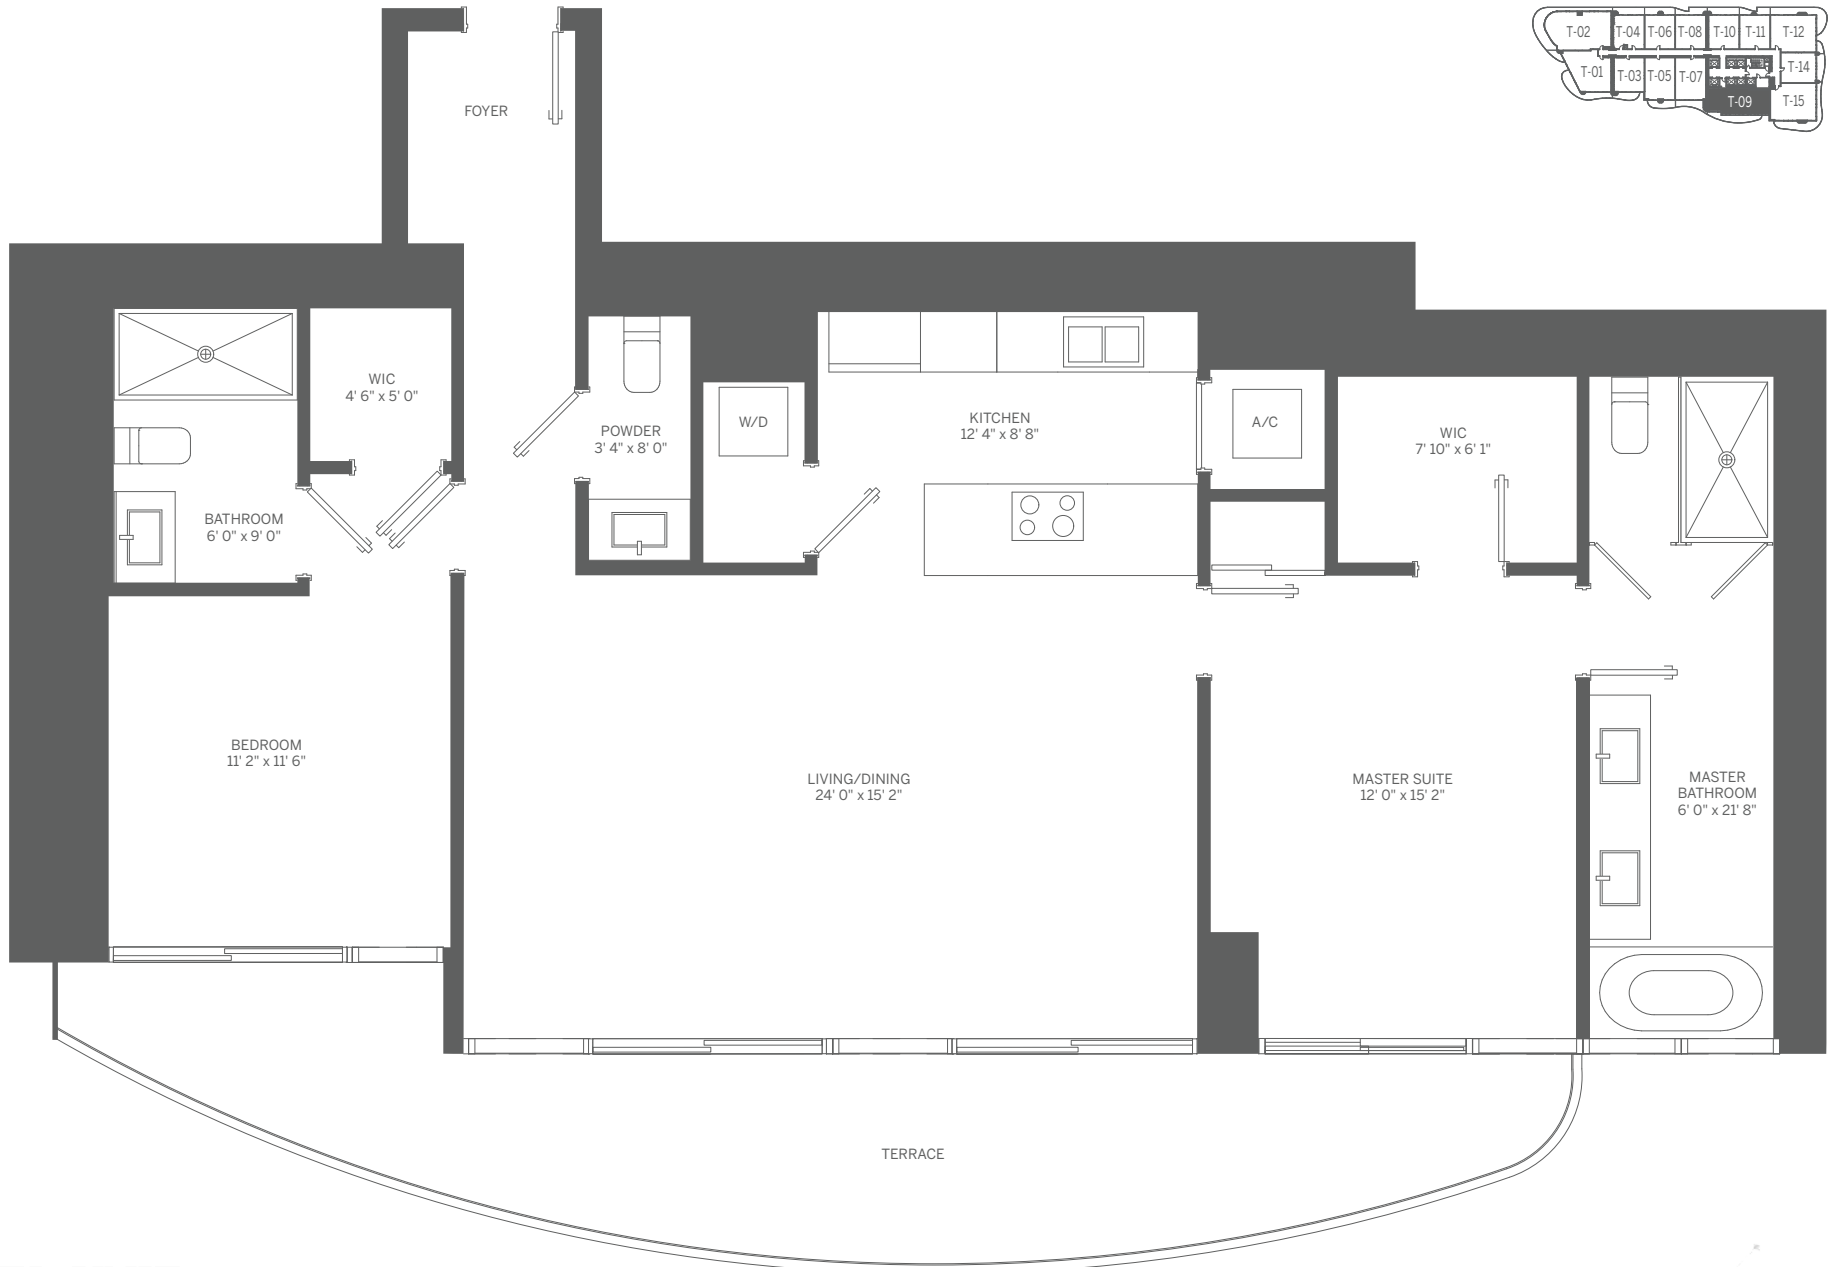 T-02
T-04
T-06
T-08
T-10
T-11
T-12
T-01
T-03
T-05
T-07
T-14
T-09
T-15
FOYER
WIC
4' 6" x 5' 0"
POWDER
3' 4" x 8' 0"
W/D
KITCHEN
12' 4" x 8' 8"
A/C
WIC
7' 10" x 6' 1"
BATHROOM
6' 0" x 9' 0"
BEDROOM
11' 2" x 11' 6"
LIVING/DINING
24' 0" x 15' 2"
MASTER SUITE
12' 0" x 15' 2"
MASTER
BATHROOM
6' 0" x 21' 8"
TERRACE